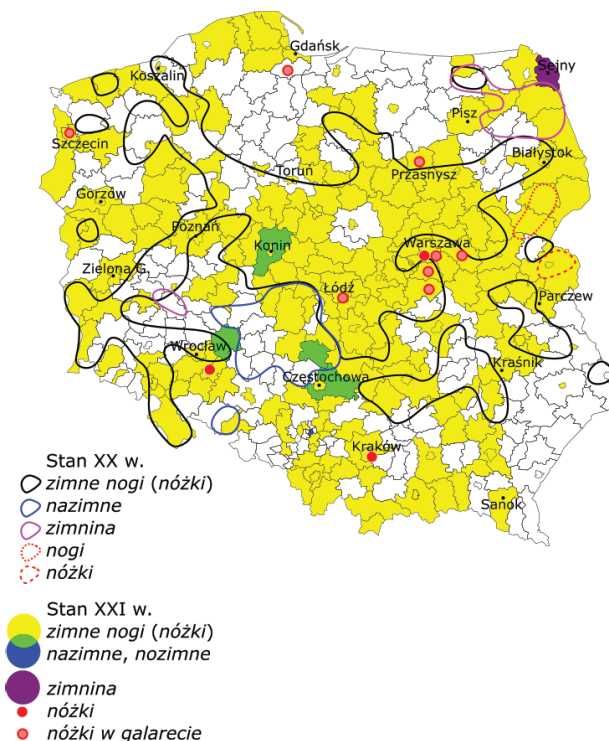 Gdańsk
Koszalin
Sejny
Pisz
Szczecin
Białystok
Przasnysz
Toruń
Gorzów
Poznań
Konin
Warszawa
Zielona G.
Łódź
Parczew
Wrocław
Kraśnik
Częstochowa
Kraków
Sanok
Stan XX w.
zimne nogi (nóżki)
nazimne
zimnina
nogi
nóżki
Stan XXI w.
zimne nogi (nóżki)
nazimne, nozimne
zimnina
nóżki
nóżki w galarecie